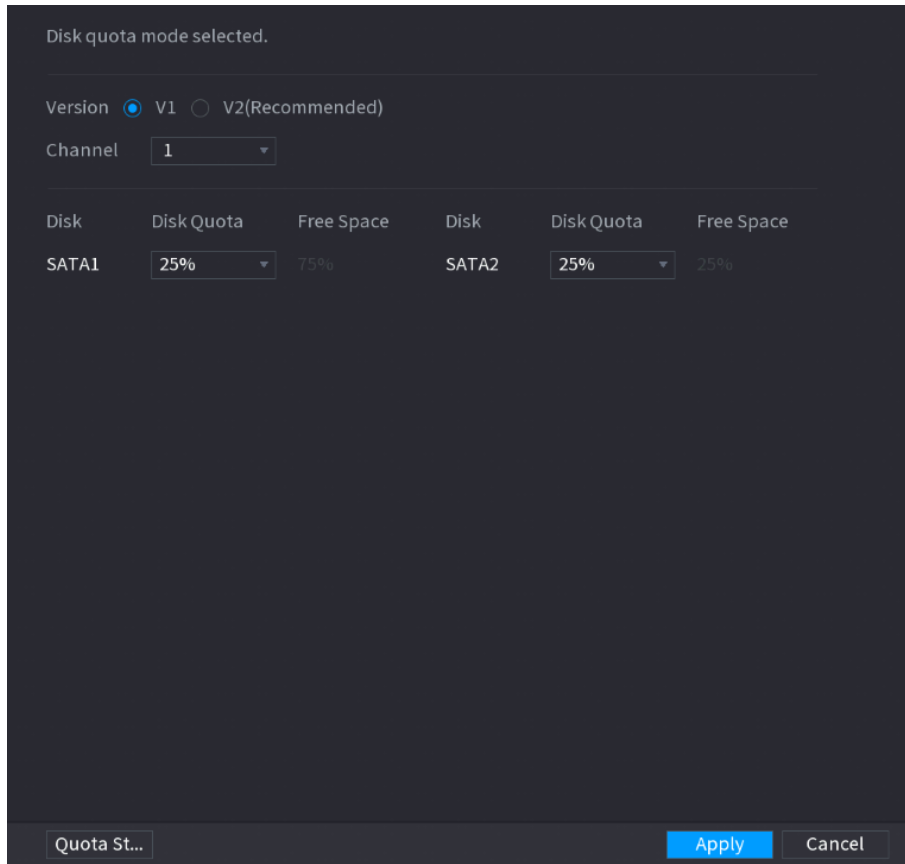 Disk quota mode selected.
Version V1 V2(Recommended)
Channel 1
Disk Disk Quota Free Space Disk Disk Quota Free Space
SATA1 25% 75% SATA2 25% 25%
Quota St... Apply Cancel